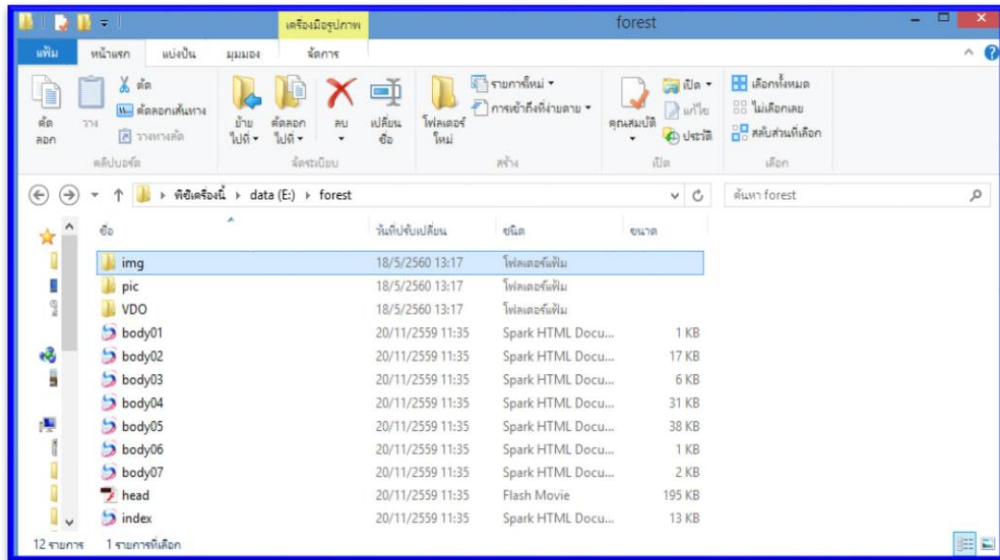 เครื่องมือรูปภาพ
forest
แฟ้ม หน้าแรก แบ่งปัน มุมมอง จัดการ
คัดลอก
วาง
ตัด
คัดลอกเส้นทาง
วางทางลัด
คลิปบอร์ด
ย้ายไปที่
คัดลอกไปที่
ลบ
เปลี่ยนชื่อ
จัดระเบียบ
โฟลเดอร์ใหม่
รายการใหม่
การเข้าถึงที่ง่ายดาย
สร้าง
คุณสมบัติ
เปิด
แก้ไข
ประวัติ
เปิด
เลือกทั้งหมด
ไม่เลือกเลย
สลับส่วนที่เลือก
เลือก
พีซีเครื่องนี้ data (E:) forest
ค้นหา forest
ชื่อ วันที่ปรับเปลี่ยน ชนิด ขนาด
img 18/5/2560 13:17 โฟลเดอร์แฟ้ม
pic 18/5/2560 13:17 โฟลเดอร์แฟ้ม
VDO 18/5/2560 13:17 โฟลเดอร์แฟ้ม
body01 20/11/2559 11:35 Spark HTML Docu... 1 KB
body02 20/11/2559 11:35 Spark HTML Docu... 17 KB
body03 20/11/2559 11:35 Spark HTML Docu... 6 KB
body04 20/11/2559 11:35 Spark HTML Docu... 31 KB
body05 20/11/2559 11:35 Spark HTML Docu... 38 KB
body06 20/11/2559 11:35 Spark HTML Docu... 1 KB
body07 20/11/2559 11:35 Spark HTML Docu... 2 KB
head 20/11/2559 11:35 Flash Movie 195 KB
index 20/11/2559 11:35 Spark HTML Docu... 13 KB
12 รายการ 1 รายการที่เลือก